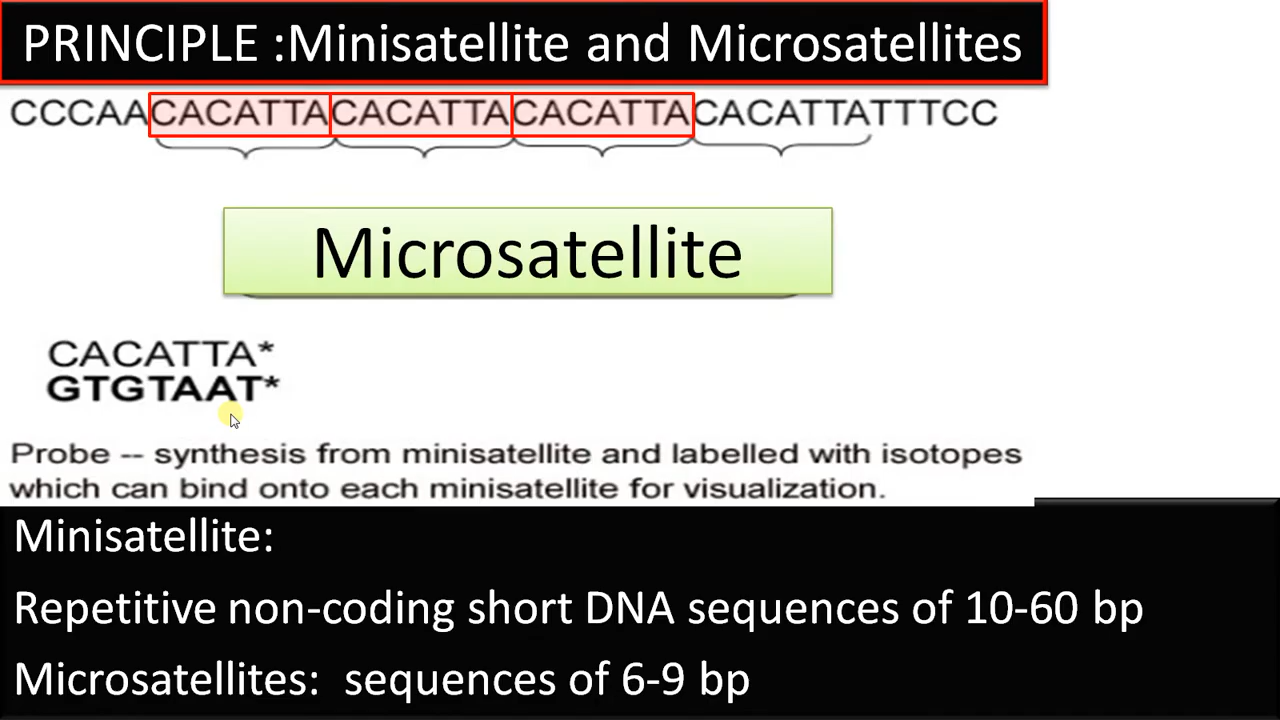 PRINCIPLE :Minisatellite and Microsatellites
CCCAACACATTACACATTACACATTACACATTATTTCC
Microsatellite
CACATTA*
GTGTAAT*
Probe -- synthesis from minisatellite and labelled with isotopes
which can bind onto each minisatellite for visualization.
Minisatellite:
Repetitive non-coding short DNA sequences of 10-60 bp
Microsatellites: sequences of 6-9 bp